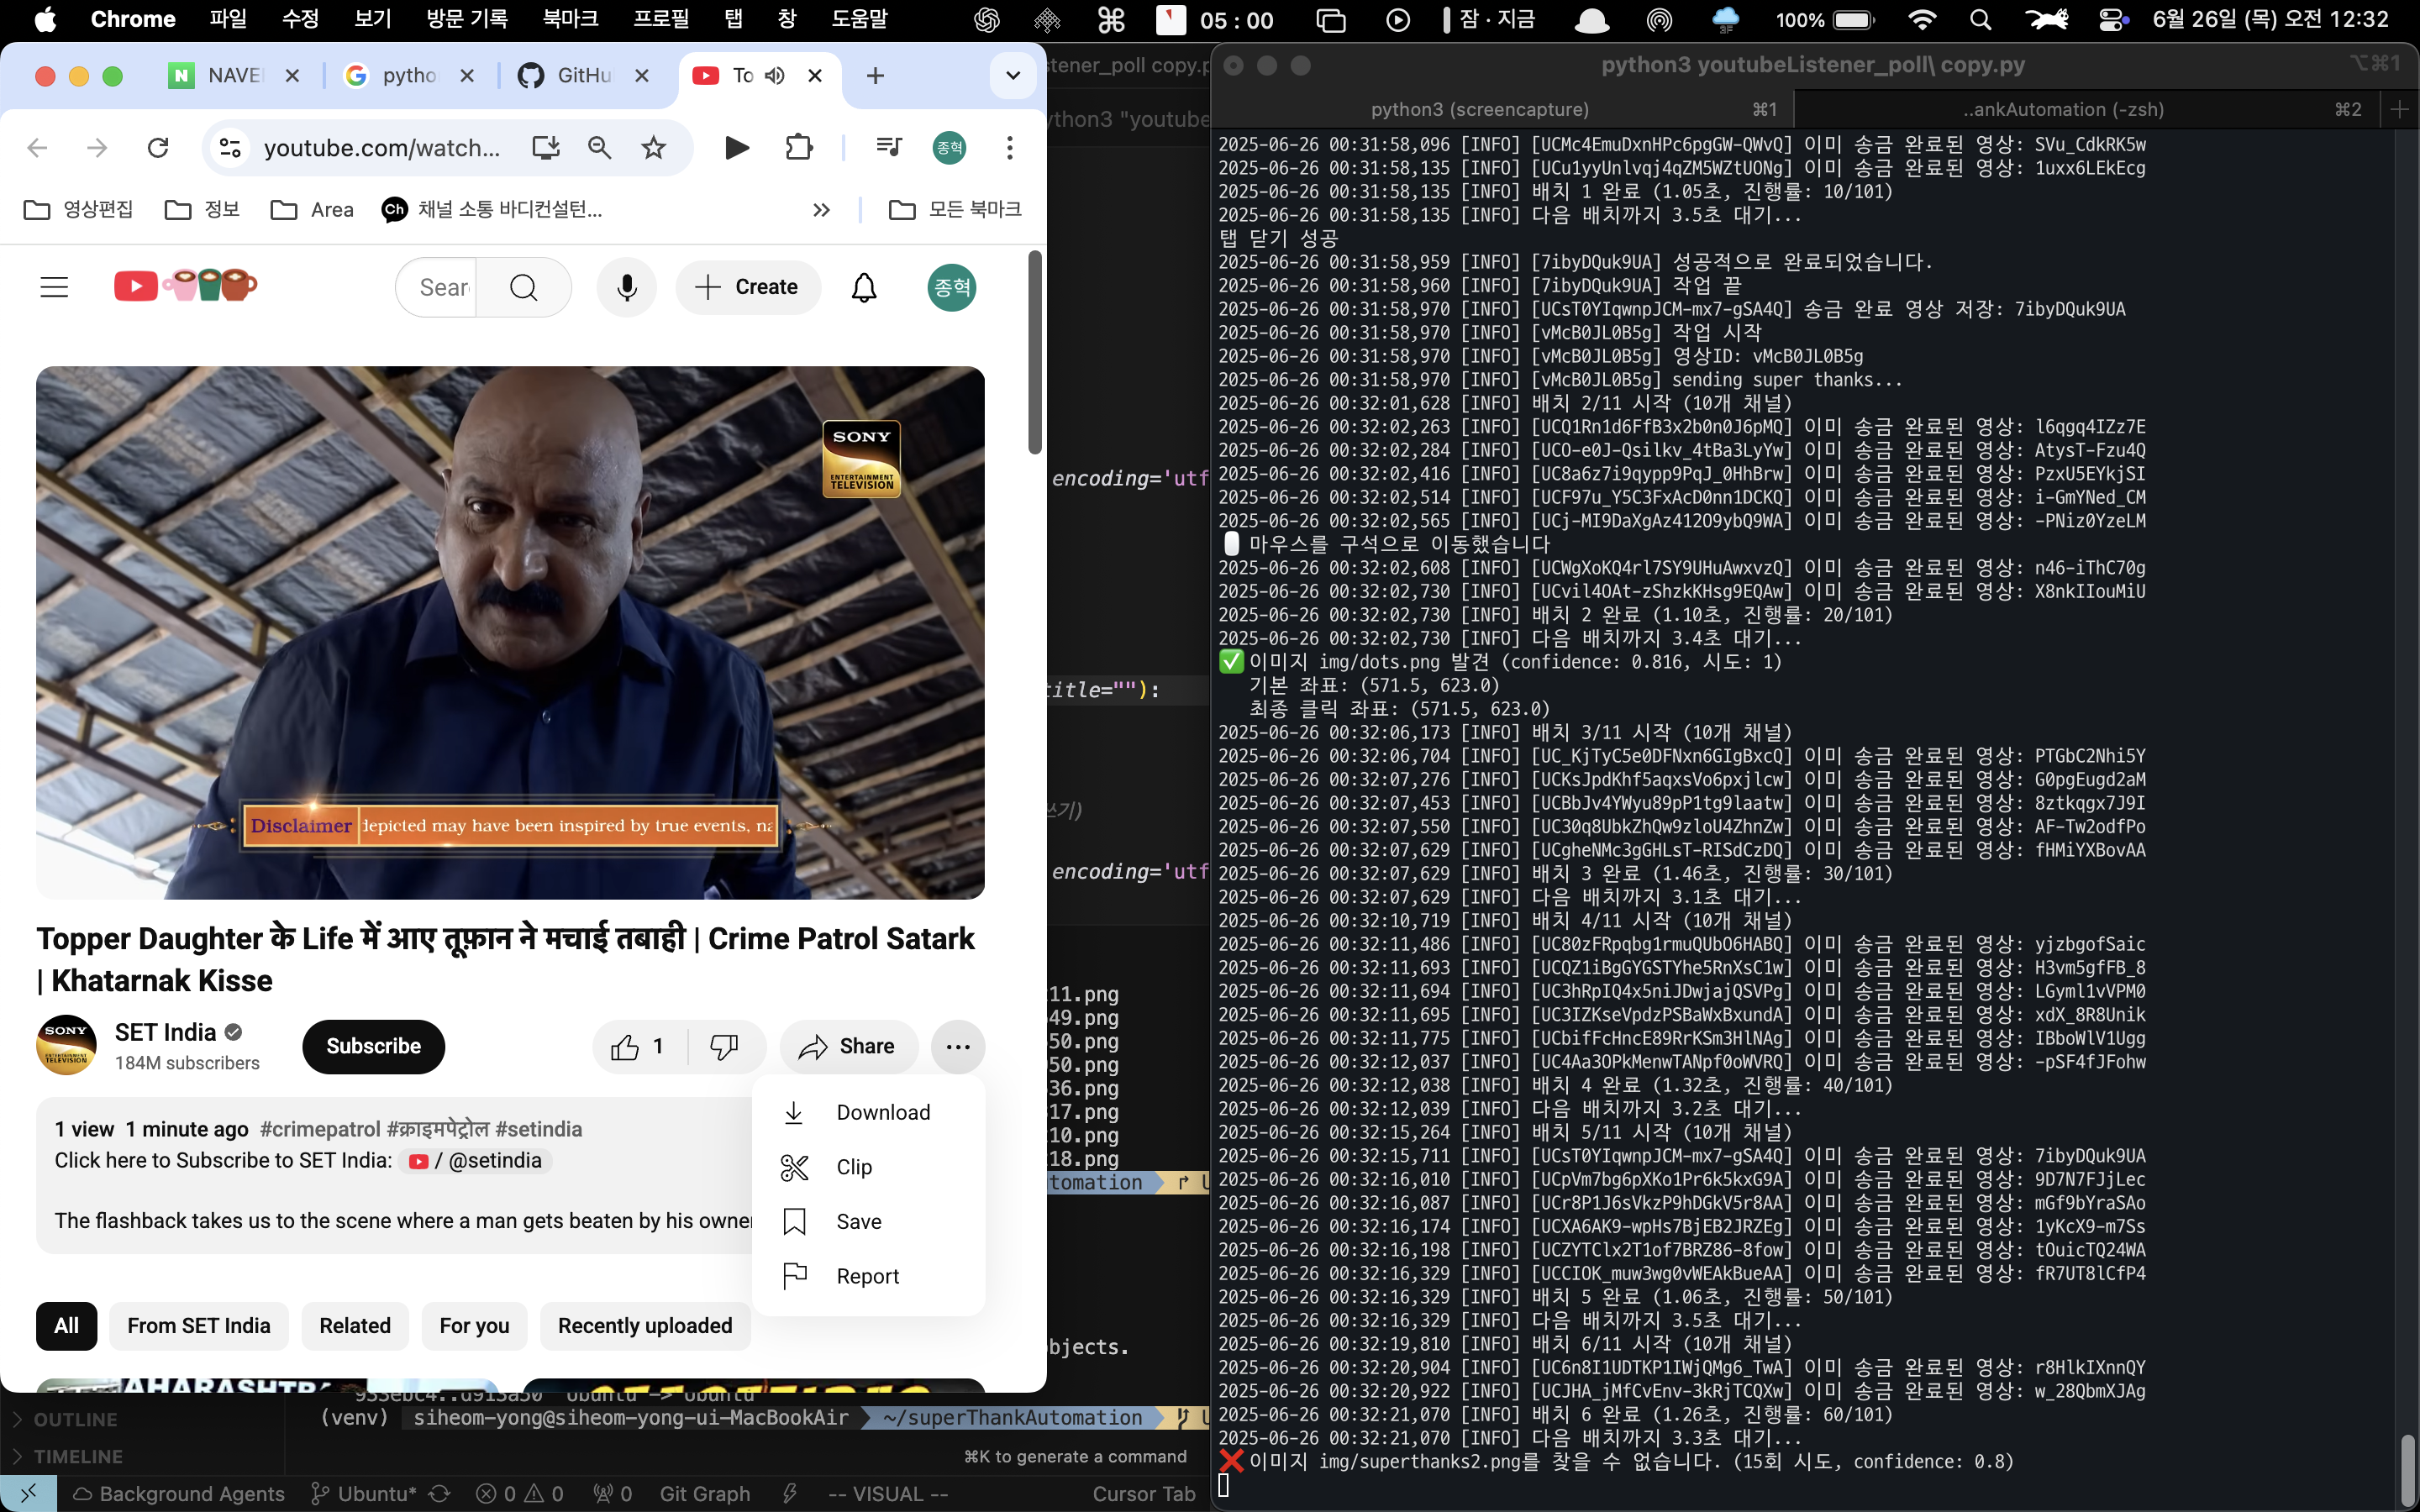 Chrome 파일 수정 보기 방문 기록 북마크 프로필 탭 창 도움말 05 : 00 잠 · 지금 3F 100% 6월 26일 (목) 오전 12:32
NAVE pytho GitHu To
youtube.com/watch... 종혁
영상편집 정보 Area Ch 채널 소통 바디컨설턴... » 모든 북마크
Sear Create 종혁
SONY
ENTERTAINMENT
TELEVISION
Disclaimer depicted may have been inspired by true events, na
Topper Daughter के Life में आए तूफ़ान ने मचाई तबाही | Crime Patrol Satark
| Khatarnak Kisse
SONY
ENTERTAINMENT
TELEVISION
SET India
184M subscribers
Subscribe
1
Share
Download
Clip
Save
Report
1 view 1 minute ago #crimepatrol #क्राइमपेट्रोल #setindia
Click here to Subscribe to SET India: / @setindia
The flashback takes us to the scene where a man gets beaten by his owner
All From SET India Related For you Recently uploaded
stener_poll copy.p
ython3 "youtube
encoding='utf
title=""):
쓰기)
encoding='utf
11.png
49.png
50.png
50.png
36.png
17.png
10.png
18.png
tomation
bjects.
OUTLINE
TIMELINE
(venv) siheom-yong@siheom-yong-ui-MacBookAir ~/superThankAutomation
⌘K to generate a command
Background Agents Ubuntu* 0 0 0 Git Graph -- VISUAL -- Cursor Tab
python3 youtubeListener_poll\ copy.py ⌥⌘1
python3 (screencapture) ⌘1 ..ankAutomation (-zsh) ⌘2
2025-06-26 00:31:58,096 [INFO] [UCMc4EmuDxnHPc6pgGW-QWvQ] 이미 송금 완료된 영상: SVu_CdkRK5w
2025-06-26 00:31:58,135 [INFO] [UCu1yyUnlvqj4qZM5WZtUONg] 이미 송금 완료된 영상: 1uxx6LEkEcg
2025-06-26 00:31:58,135 [INFO] 배치 1 완료 (1.05초, 진행률: 10/101)
2025-06-26 00:31:58,135 [INFO] 다음 배치까지 3.5초 대기...
탭 닫기 성공
2025-06-26 00:31:58,959 [INFO] [7ibyDQuk9UA] 성공적으로 완료되었습니다.
2025-06-26 00:31:58,960 [INFO] [7ibyDQuk9UA] 작업 끝
2025-06-26 00:31:58,970 [INFO] [UCsT0YIqwnpJCM-mx7-gSA4Q] 송금 완료 영상 저장: 7ibyDQuk9UA
2025-06-26 00:31:58,970 [INFO] [vMcB0JL0B5g] 작업 시작
2025-06-26 00:31:58,970 [INFO] [vMcB0JL0B5g] 영상ID: vMcB0JL0B5g
2025-06-26 00:31:58,970 [INFO] [vMcB0JL0B5g] sending super thanks...
2025-06-26 00:32:01,628 [INFO] 배치 2/11 시작 (10개 채널)
2025-06-26 00:32:02,263 [INFO] [UCQ1Rn1d6FfB3x2b0n0J6pMQ] 이미 송금 완료된 영상: l6qgq4IZz7E
2025-06-26 00:32:02,284 [INFO] [UCO-e0J-Qsilkv_4tBa3LyYw] 이미 송금 완료된 영상: AtysT-Fzu4Q
2025-06-26 00:32:02,416 [INFO] [UC8a6z7i9qypp9PqJ_0HhBrw] 이미 송금 완료된 영상: PzxU5EYkjSI
2025-06-26 00:32:02,514 [INFO] [UCF97u_Y5C3FxAcD0nn1DCKQ] 이미 송금 완료된 영상: i-GmYNed_CM
2025-06-26 00:32:02,565 [INFO] [UCj-MI9DaXgAz412O9ybQ9WA] 이미 송금 완료된 영상: -PNiz0YzeLM
마우스를 구석으로 이동했습니다
2025-06-26 00:32:02,608 [INFO] [UCWgXoKQ4rl7SY9UHuAwxvzQ] 이미 송금 완료된 영상: n46-iThC70g
2025-06-26 00:32:02,730 [INFO] [UCvil4OAt-zShzkKHsg9EQAw] 이미 송금 완료된 영상: X8nkIIouMiU
2025-06-26 00:32:02,730 [INFO] 배치 2 완료 (1.10초, 진행률: 20/101)
2025-06-26 00:32:02,730 [INFO] 다음 배치까지 3.4초 대기...
✅ 이미지 img/dots.png 발견 (confidence: 0.816, 시도: 1)
기본 좌표: (571.5, 623.0)
최종 클릭 좌표: (571.5, 623.0)
2025-06-26 00:32:06,173 [INFO] 배치 3/11 시작 (10개 채널)
2025-06-26 00:32:06,704 [INFO] [UC_KjTyC5e0DFNxn6GIgBxcQ] 이미 송금 완료된 영상: PTGbC2Nhi5Y
2025-06-26 00:32:07,276 [INFO] [UCKsJpdKhf5aqxsVo6pxjlcw] 이미 송금 완료된 영상: G0pgEugd2aM
2025-06-26 00:32:07,453 [INFO] [UCBbJv4YWyu89pP1tg9laatw] 이미 송금 완료된 영상: 8ztkqgx7J9I
2025-06-26 00:32:07,550 [INFO] [UC30q8UbkZhQw9zloU4ZhnZw] 이미 송금 완료된 영상: AF-Tw2odfPo
2025-06-26 00:32:07,629 [INFO] [UCgheNMc3gGHLsT-RISdCzDQ] 이미 송금 완료된 영상: fHMiYXBovAA
2025-06-26 00:32:07,629 [INFO] 배치 3 완료 (1.46초, 진행률: 30/101)
2025-06-26 00:32:07,629 [INFO] 다음 배치까지 3.1초 대기...
2025-06-26 00:32:10,719 [INFO] 배치 4/11 시작 (10개 채널)
2025-06-26 00:32:11,486 [INFO] [UC80zFRpqbg1rmuQUbO6HABQ] 이미 송금 완료된 영상: yjzbgofSaic
2025-06-26 00:32:11,693 [INFO] [UCQZ1iBgGYGSTYhe5RnXsC1w] 이미 송금 완료된 영상: H3vm5gfFB_8
2025-06-26 00:32:11,694 [INFO] [UC3hRpIQ4x5niJDwjajQSVPg] 이미 송금 완료된 영상: LGyml1vVPM0
2025-06-26 00:32:11,695 [INFO] [UC3IZKseVpdzPSBaWxBxundA] 이미 송금 완료된 영상: xdX_8R8Unik
2025-06-26 00:32:11,775 [INFO] [UCbifFcHncE89RrKSm3HlNAg] 이미 송금 완료된 영상: IBboWlV1Ugg
2025-06-26 00:32:12,037 [INFO] [UC4Aa3OPkMenwTANpf0oWVRQ] 이미 송금 완료된 영상: -pSF4fJFohw
2025-06-26 00:32:12,038 [INFO] 배치 4 완료 (1.32초, 진행률: 40/101)
2025-06-26 00:32:12,039 [INFO] 다음 배치까지 3.2초 대기...
2025-06-26 00:32:15,264 [INFO] 배치 5/11 시작 (10개 채널)
2025-06-26 00:32:15,711 [INFO] [UCsT0YIqwnpJCM-mx7-gSA4Q] 이미 송금 완료된 영상: 7ibyDQuk9UA
2025-06-26 00:32:16,010 [INFO] [UCpVm7bg6pXKo1Pr6k5kxG9A] 이미 송금 완료된 영상: 9D7N7FJjLec
2025-06-26 00:32:16,087 [INFO] [UCr8P1J6sVkzP9hDGkV5r8AA] 이미 송금 완료된 영상: mGf9bYraSAo
2025-06-26 00:32:16,174 [INFO] [UCXA6AK9-wpHs7BjEB2JRZEg] 이미 송금 완료된 영상: 1yKcX9-m7Ss
2025-06-26 00:32:16,198 [INFO] [UCZYTClx2T1of7BRZ86-8fow] 이미 송금 완료된 영상: tOuicTQ24WA
2025-06-26 00:32:16,329 [INFO] [UCCIOK_muw3wg0vWEAkBueAA] 이미 송금 완료된 영상: fR7UT8lCfP4
2025-06-26 00:32:16,329 [INFO] 배치 5 완료 (1.06초, 진행률: 50/101)
2025-06-26 00:32:16,329 [INFO] 다음 배치까지 3.5초 대기...
2025-06-26 00:32:19,810 [INFO] 배치 6/11 시작 (10개 채널)
2025-06-26 00:32:20,904 [INFO] [UC6n8I1UDTKP1IWjQMg6_TwA] 이미 송금 완료된 영상: r8HlkIXnnQY
2025-06-26 00:32:20,922 [INFO] [UCJHA_jMfCvEnv-3kRjTCQXw] 이미 송금 완료된 영상: w_28QbmXJAg
2025-06-26 00:32:21,070 [INFO] 배치 6 완료 (1.26초, 진행률: 60/101)
2025-06-26 00:32:21,070 [INFO] 다음 배치까지 3.3초 대기...
❌ 이미지 img/superthanks2.png를 찾을 수 없습니다. (15회 시도, confidence: 0.8)